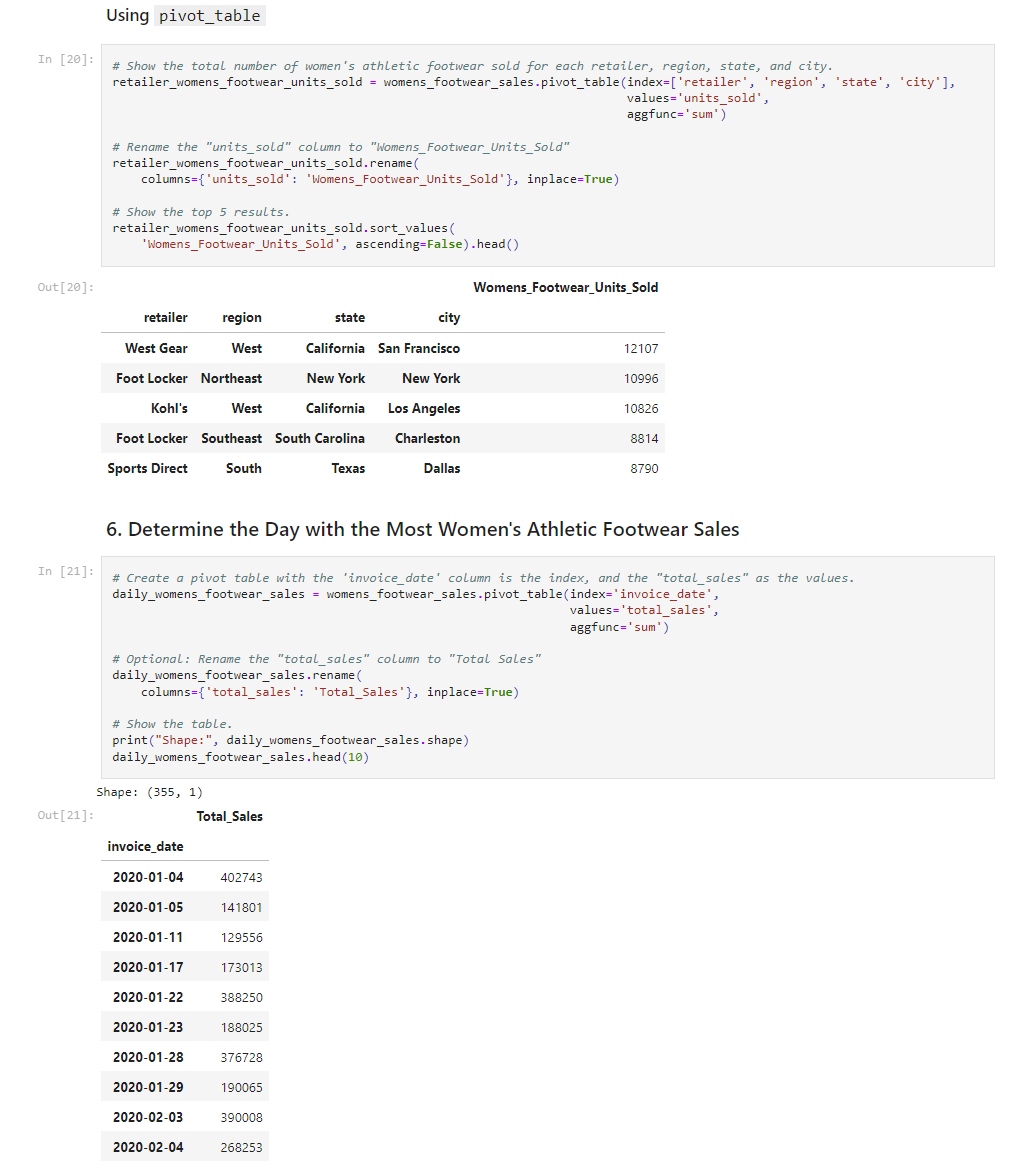 Using pivot_table
In [20]:
# Show the total number of women's athletic footwear sold for each retailer, region, state, and city.
retailer_womens_footwear_units_sold = womens_footwear_sales.pivot_table(index=['retailer', 'region', 'state', 'city'],
values='units_sold',
aggfunc='sum')
# Rename the "units_sold" column to "Womens_Footwear_Units_Sold"
retailer_womens_footwear_units_sold.rename(
columns={'units_sold': 'Womens_Footwear_Units_Sold'}, inplace=True)
# Show the top 5 results.
retailer_womens_footwear_units_sold.sort_values(
'Womens_Footwear_Units_Sold', ascending=False).head()
Out[20]:
Womens_Footwear_Units_Sold
retailer region state city
West Gear West California San Francisco 12107
Foot Locker Northeast New York New York 10996
Kohl's West California Los Angeles 10826
Foot Locker Southeast South Carolina Charleston 8814
Sports Direct South Texas Dallas 8790
6. Determine the Day with the Most Women's Athletic Footwear Sales
In [21]:
# Create a pivot table with the 'invoice_date' column is the index, and the "total_sales" as the values.
daily_womens_footwear_sales = womens_footwear_sales.pivot_table(index='invoice_date',
values='total_sales',
aggfunc='sum')
# Optional: Rename the "total_sales" column to "Total Sales"
daily_womens_footwear_sales.rename(
columns={'total_sales': 'Total_Sales'}, inplace=True)
# Show the table.
print("Shape:", daily_womens_footwear_sales.shape)
daily_womens_footwear_sales.head(10)
Shape: (355, 1)
Out[21]:
Total_Sales
invoice_date
2020-01-04 402743
2020-01-05 141801
2020-01-11 129556
2020-01-17 173013
2020-01-22 388250
2020-01-23 188025
2020-01-28 376728
2020-01-29 190065
2020-02-03 390008
2020-02-04 268253